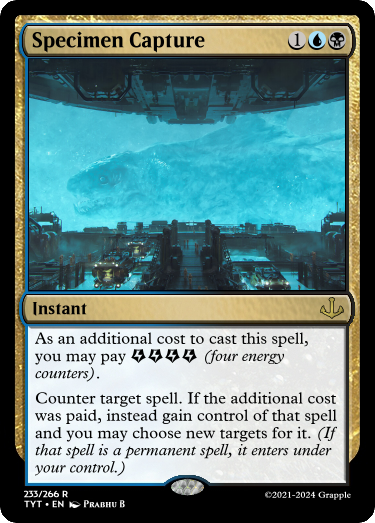 Specimen Capture 1
Instant
As an additional cost to cast this spell,
you may pay (four energy
counters).
Counter target spell. If the additional cost
was paid, instead gain control of that spell
and you may choose new targets for it. (If
that spell is a permanent spell, it enters under
your control.)
233/266 R
TYT • EN Prabhu B
©2021-2024 Grapple